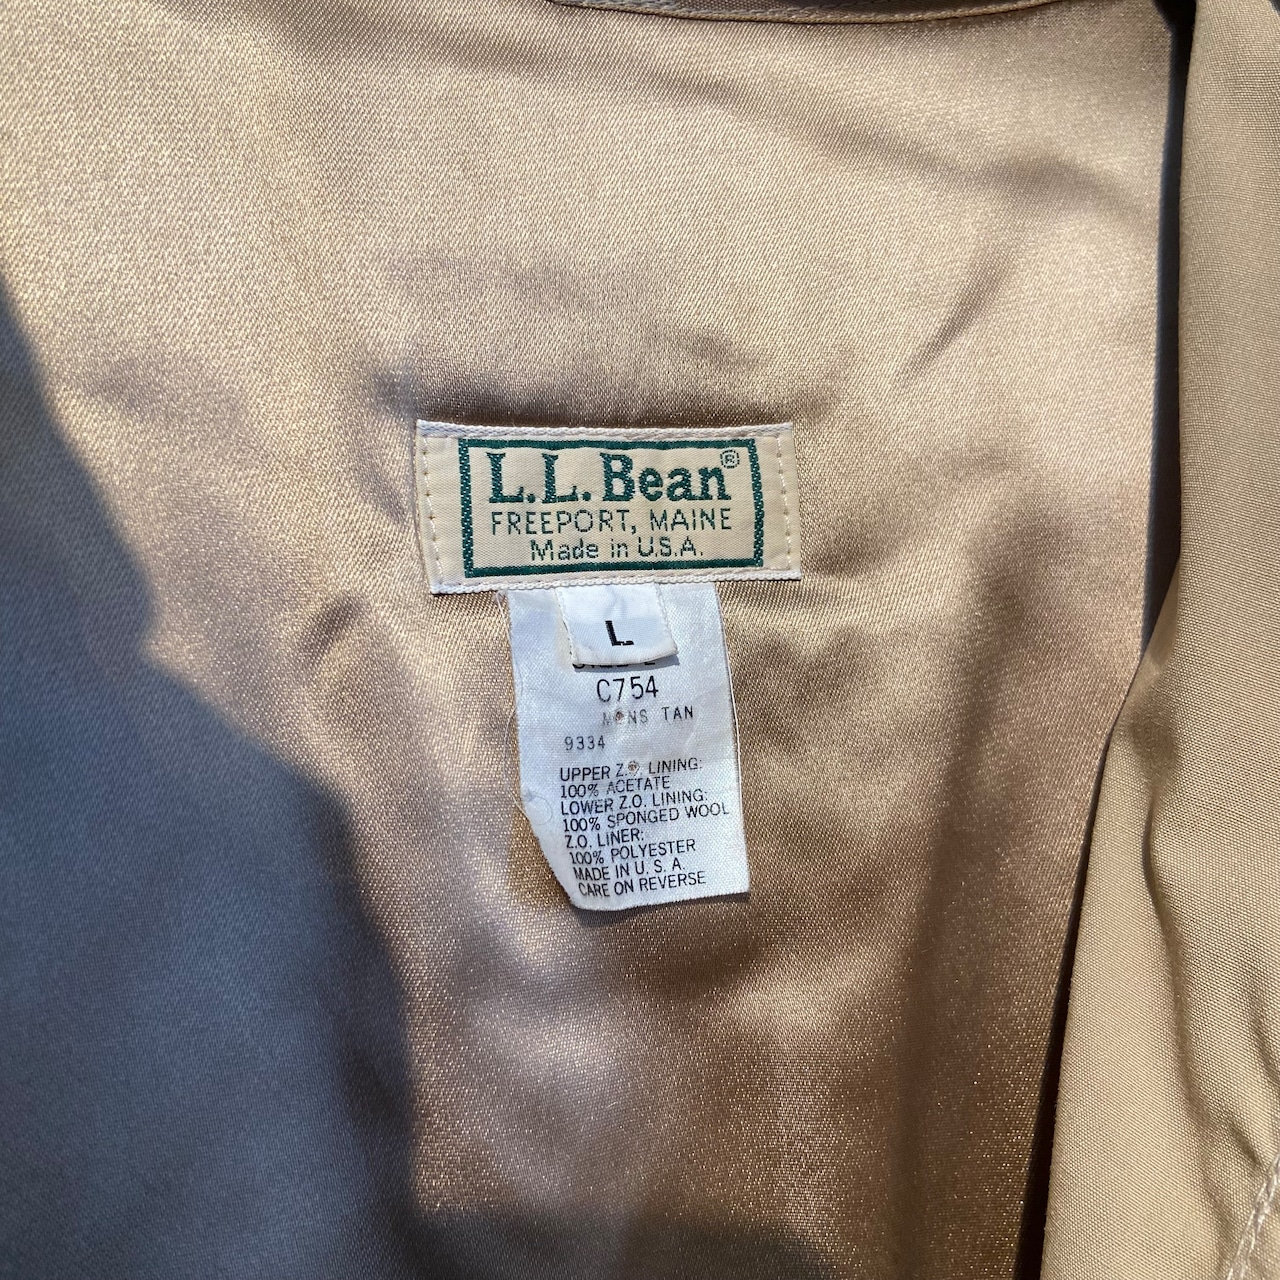 L.L.Bean®
FREEPORT, MAINE
Made in U.S.A.
L
C754
MENS TAN
9334
UPPER Z.O. LINING:
100% ACETATE
LOWER Z.O. LINING:
100% SPONGED WOOL
Z.O. LINER:
100% POLYESTER
MADE IN U. S. A.
CARE ON REVERSE